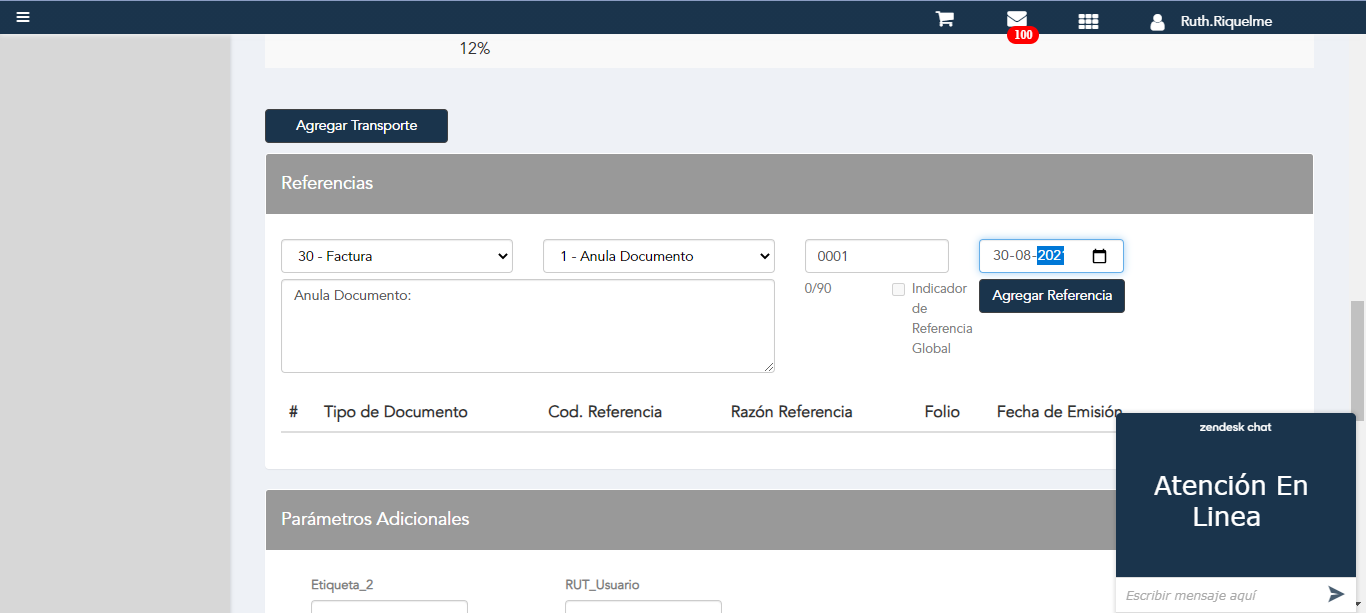 Ruth.Riquelme
100
12%
Agregar Transporte
Referencias
30 - Factura
1 - Anula Documento
0001
30-08-2021
Anula Documento:
0/90
Indicador
de
Referencia
Global
Agregar Referencia
# Tipo de Documento Cod. Referencia Razón Referencia Folio Fecha de Emisión
zendesk chat
Atención En
Linea
Escribir mensaje aquí
Parámetros Adicionales
Etiqueta_2
RUT_Usuario